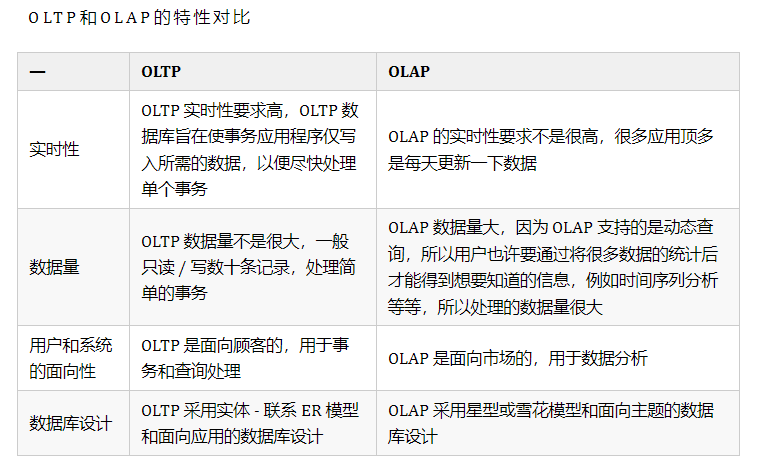 OLTP和OLAP的特性对比
— OLTP OLAP
实时性
OLTP 实时性要求高，OLTP 数
据库旨在使事务应用程序仅写
入所需的数据，以便尽快处理
单个事务
OLAP 的实时性要求不是很高，很多应用顶多
是每天更新一下数据
数据量
OLTP 数据量不是很大，一般
只读 / 写数十条记录，处理简
单的事务
OLAP 数据量大，因为 OLAP 支持的是动态查
询，所以用户也许要通过将很多数据的统计后
才能得到想要知道的信息，例如时间序列分析
等等，所以处理的数据量很大
用户和系统
的面向性
OLTP 是面向顾客的，用于事
务和查询处理
OLAP 是面向市场的，用于数据分析
数据库设计
OLTP 采用实体 - 联系 ER 模型
和面向应用的数据库设计
OLAP 采用星型或雪花模型和面向主题的数据
库设计